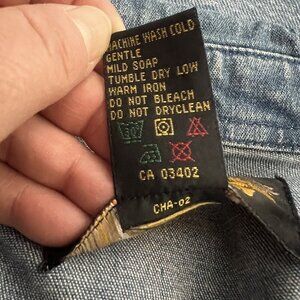 MACHINE WASH COLD
GENTLE
MILD SOAP
TUMBLE DRY LOW
WARM IRON
DO NOT BLEACH
DO NOT DRYCLEAN
CA 03402
CHA-02